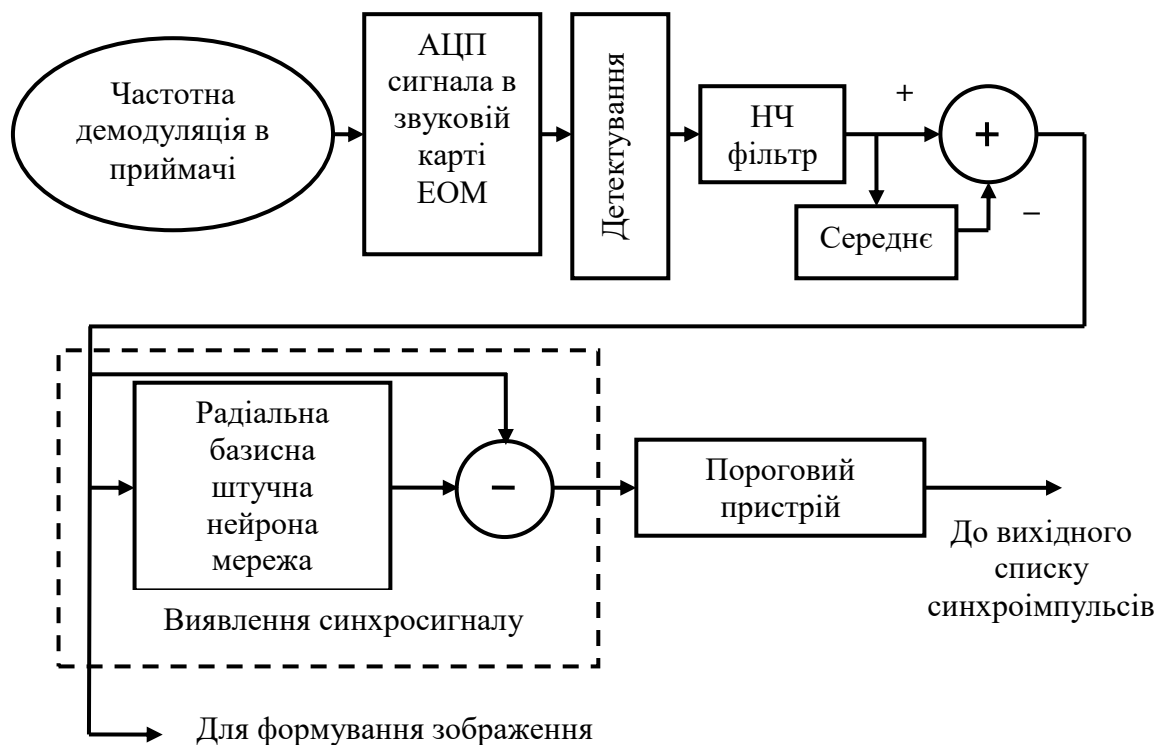 Частотна
демодуляція в
приймачі
АЦП
сигнала в
звуковій
карті
ЕОМ
Детектування
НЧ
фільтр
+
+
Середнє
−
Радіальна
базисна
штучна
нейрона
мережа
−
Виявлення синхросигналу
Пороговий
пристрій
До вихідного
списку
синхроімпульсів
Для формування зображення